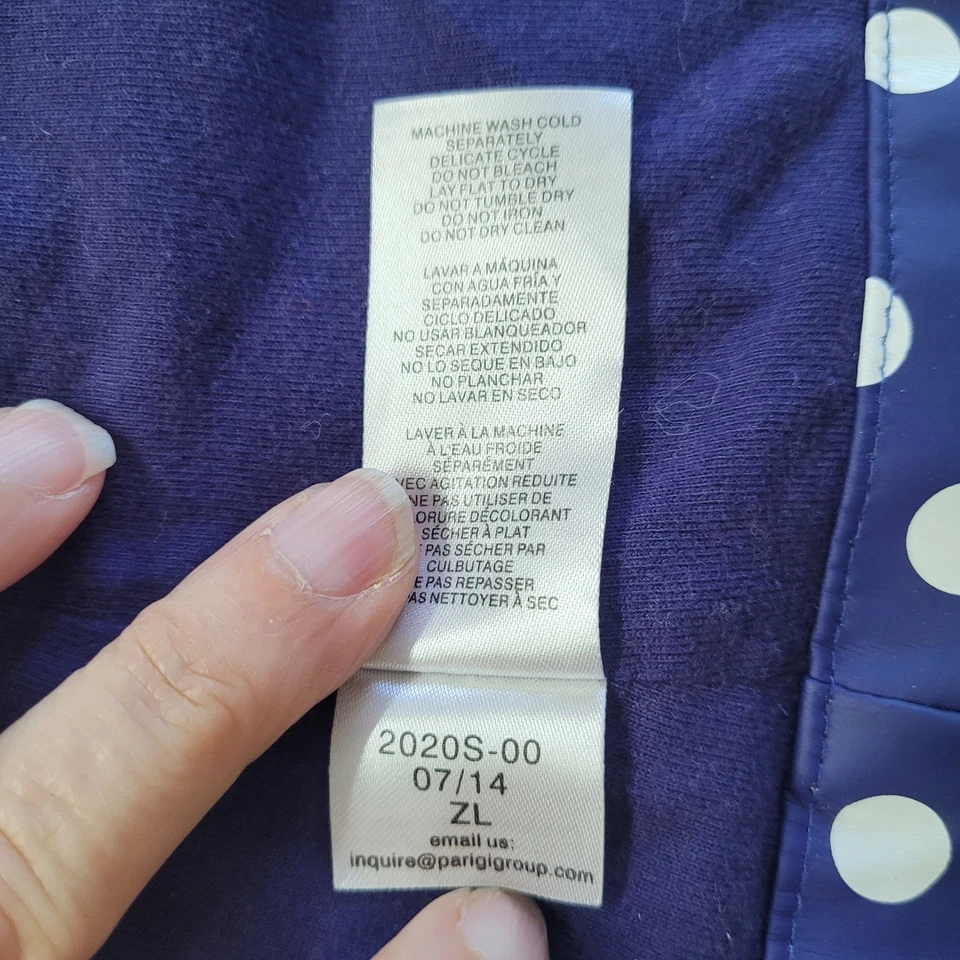 MACHINE WASH COLD
SEPARATELY
DELICATE CYCLE
DO NOT BLEACH
LAY FLAT TO DRY
DO NOT TUMBLE DRY
DO NOT IRON
DO NOT DRY CLEAN
LAVAR A MÁQUINA
CON AGUA FRÍA Y
SEPARADAMENTE
CICLO DELICADO
NO USAR BLANQUEADOR
SECAR EXTENDIDO
NO LO SEQUE EN BAJO
NO PLANCHAR
NO LAVAR EN SECO
LAVER À LA MACHINE
À L'EAU FROIDE
SÉPARÉMENT
AGITATION REDUITE
NE PAS UTILISER DE
DÉCOLORANT
SÉCHER À PLAT
PAS SÉCHER PAR
CULBUTAGE
PAS REPASSER
NETTOYER À SEC
2020S-00
07/14
ZL
email us:
inquire@parigigroup.com